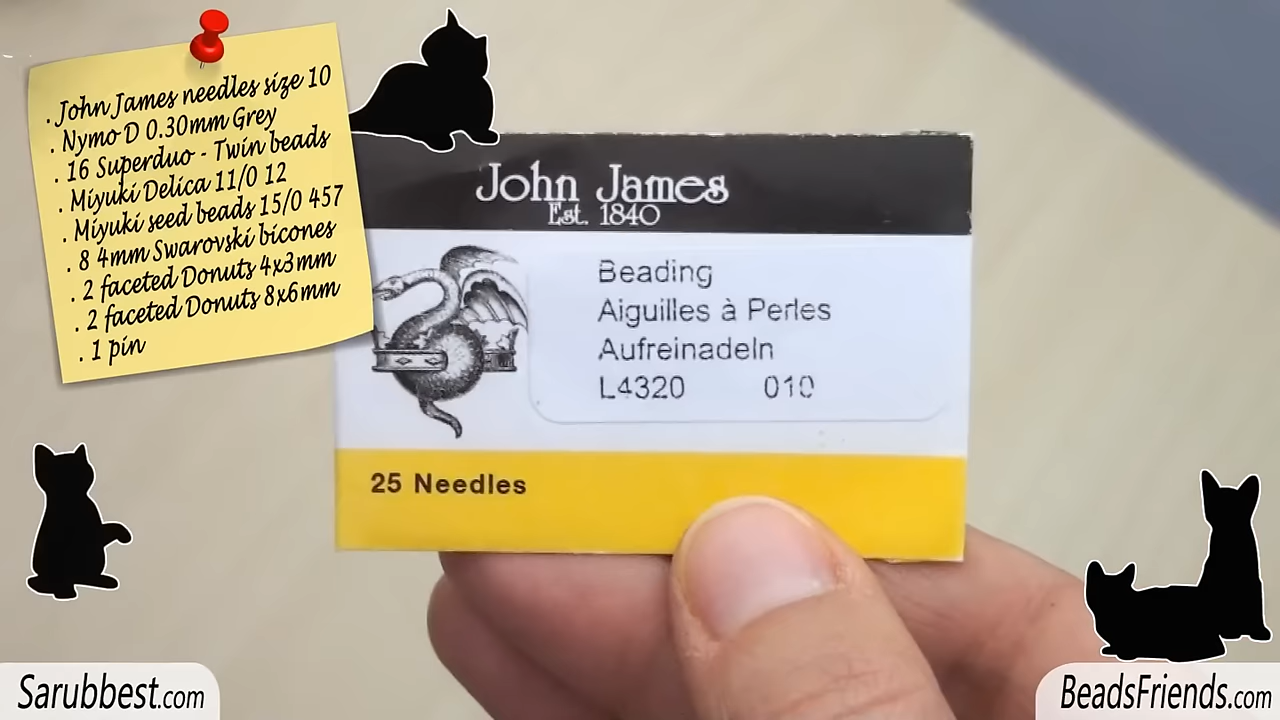 . John James needles size 10
. Nymo D 0.30mm Grey
. 16 Superduo - Twin beads
. Miyuki Delica 11/0 12
. Miyuki seed beads 15/0 457
. 8 4mm Swarovski bicones
. 2 faceted Donuts 4x3mm
. 2 faceted Donuts 8x6mm
. 1 pin
John James
Est. 1840
Beading
Aiguilles à Perles
Aufreinadeln
L4320 010
25 Needles
Sarubbest.com
BeadsFriends.com